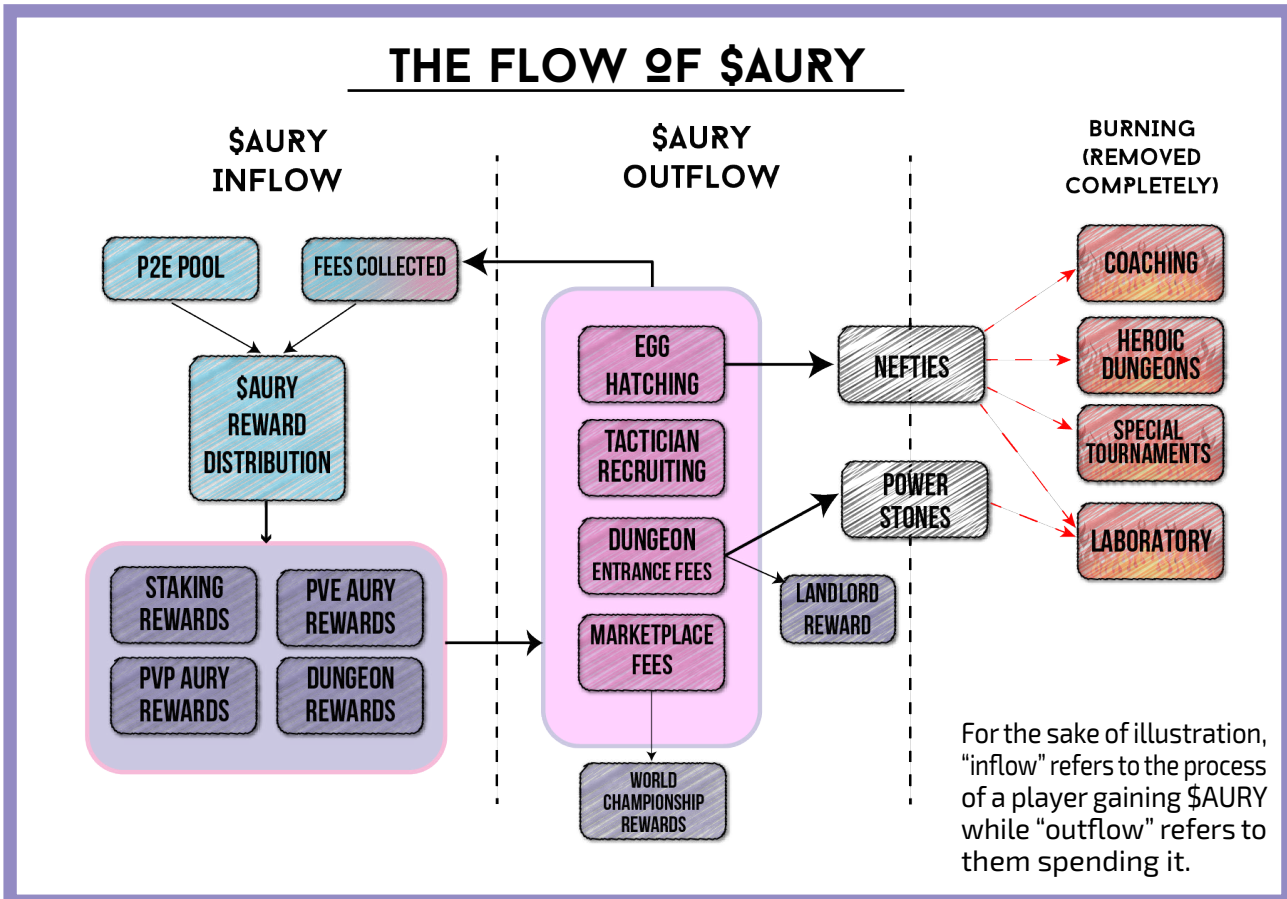 THE FLOW OF $AURY
$AURY
INFLOW
P2E POOL
FEES COLLECTED
$AURY
REWARD
DISTRIBUTION
STAKING
REWARDS
PVE AURY
REWARDS
PVP AURY
REWARDS
DUNGEON
REWARDS
$AURY
OUTFLOW
EGG
HATCHING
TACTICIAN
RECRUITING
DUNGEON
ENTRANCE FEES
MARKETPLACE
FEES
WORLD
CHAMPIONSHIP
REWARDS
NEFTIES
POWER
STONES
LANDLORD
REWARD
BURNING
(REMOVED
COMPLETELY)
COACHING
HEROIC
DUNGEONS
SPECIAL
TOURNAMENTS
LABORATORY
For the sake of illustration,
“inflow” refers to the process
of a player gaining $AURY
while “outflow” refers to
them spending it.